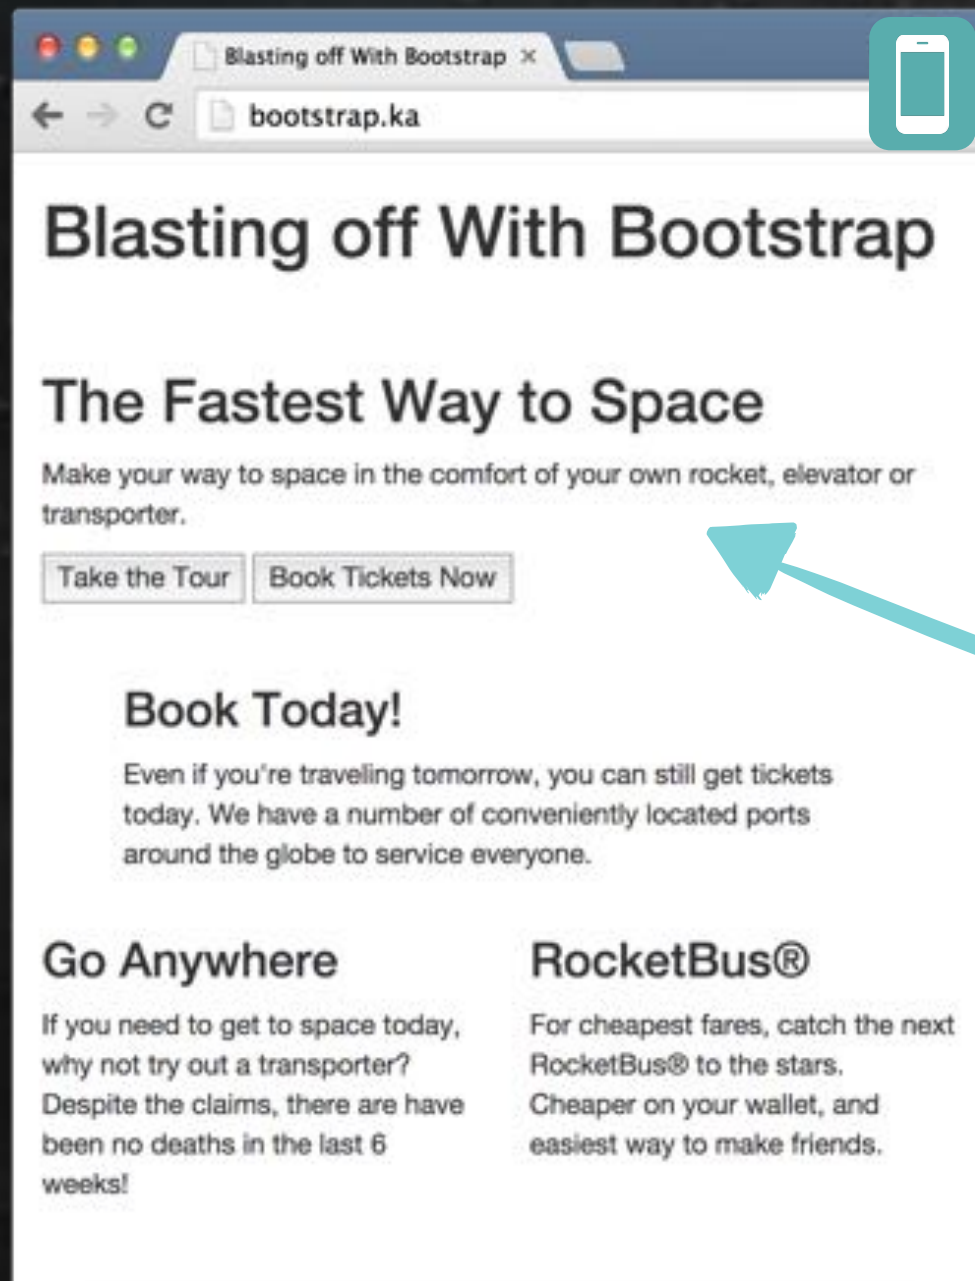 Blasting off With Bootstrap
bootstrap.ka
Blasting off With Bootstrap
The Fastest Way to Space
Make your way to space in the comfort of your own rocket, elevator or
transporter.
Take the Tour Book Tickets Now
Book Today!
Even if you're traveling tomorrow, you can still get tickets
today. We have a number of conveniently located ports
around the globe to service everyone.
Go Anywhere
If you need to get to space today,
why not try out a transporter?
Despite the claims, there are have
been no deaths in the last 6
weeks!
RocketBus®
For cheapest fares, catch the next
RocketBus® to the stars.
Cheaper on your wallet, and
easiest way to make friends.